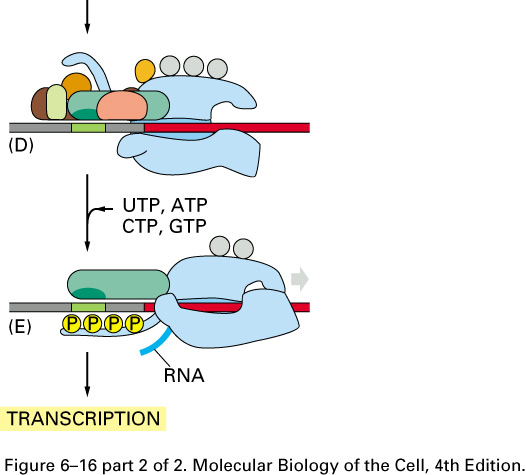 (D)
UTP, ATP
CTP, GTP
P P P P
(E)
RNA
TRANSCRIPTION
Figure 6–16 part 2 of 2. Molecular Biology of the Cell, 4th Edition.